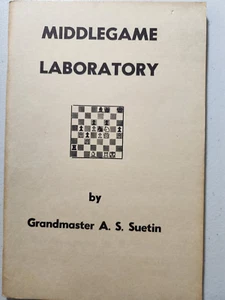 MIDDLEGAME
LABORATORY
by
Grandmaster A. S. Suetin